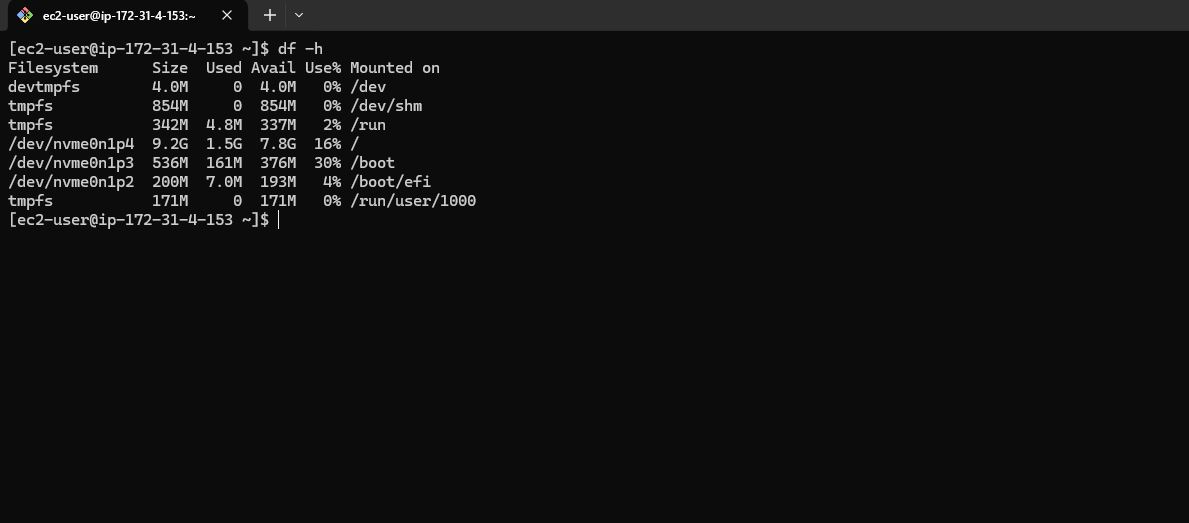 ec2-user@ip-172-31-4-153:~
[ec2-user@ip-172-31-4-153 ~]$ df -h
Filesystem      Size  Used Avail Use% Mounted on
devtmpfs        4.0M     0  4.0M   0% /dev
tmpfs           854M     0  854M   0% /dev/shm
tmpfs           342M  4.8M  337M   2% /run
/dev/nvme0n1p4  9.2G  1.5G  7.8G  16% /
/dev/nvme0n1p3  536M  161M  376M  30% /boot
/dev/nvme0n1p2  200M  7.0M  193M   4% /boot/efi
tmpfs           171M     0  171M   0% /run/user/1000
[ec2-user@ip-172-31-4-153 ~]$